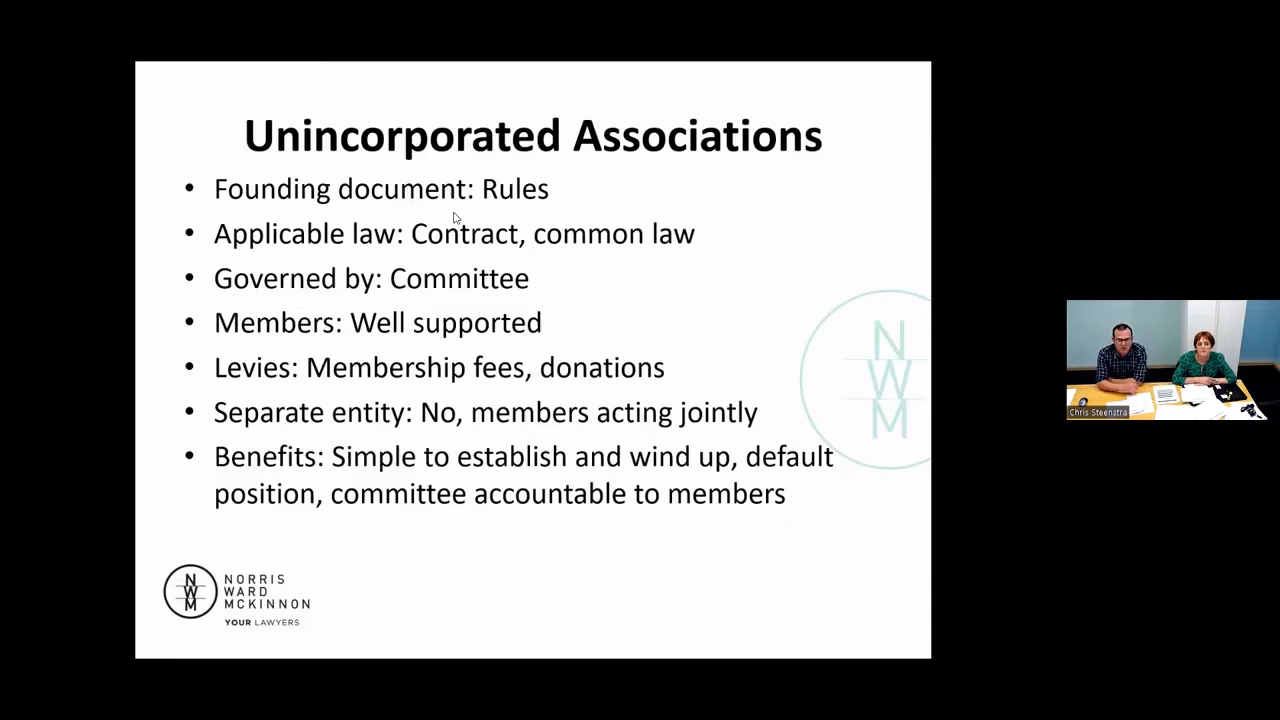 Unincorporated Associations
• Founding document: Rules
• Applicable law: Contract, common law
• Governed by: Committee
• Members: Well supported
• Levies: Membership fees, donations
• Separate entity: No, members acting jointly
• Benefits: Simple to establish and wind up, default
position, committee accountable to members
N
W
M
N
W
M
NORRIS
WARD
MCKINNON
YOUR LAWYERS
Chris Steenstra